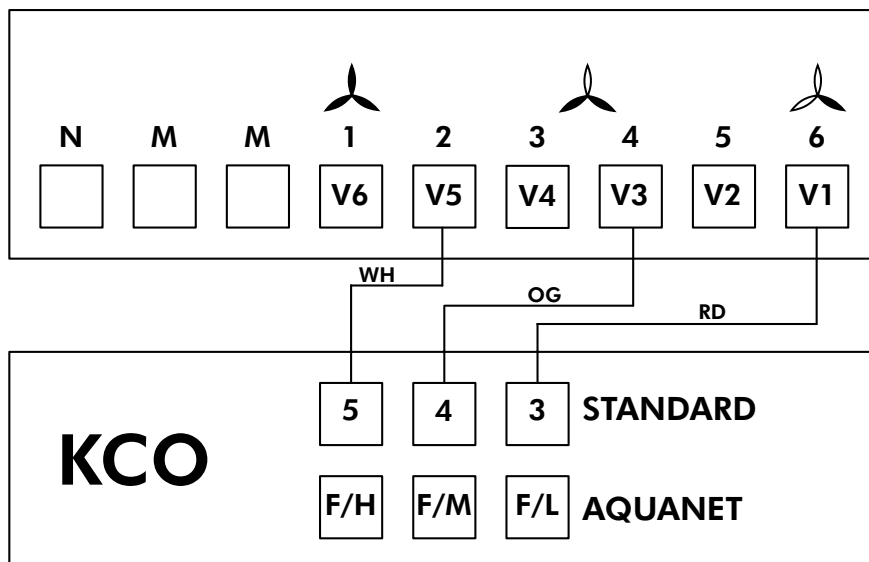 N M M 1 2 3 4 5 6
V6 V5 V4 V3 V2 V1
WH
OG
RD
5 4 3 STANDARD
KCO
F/H F/M F/L AQUANET